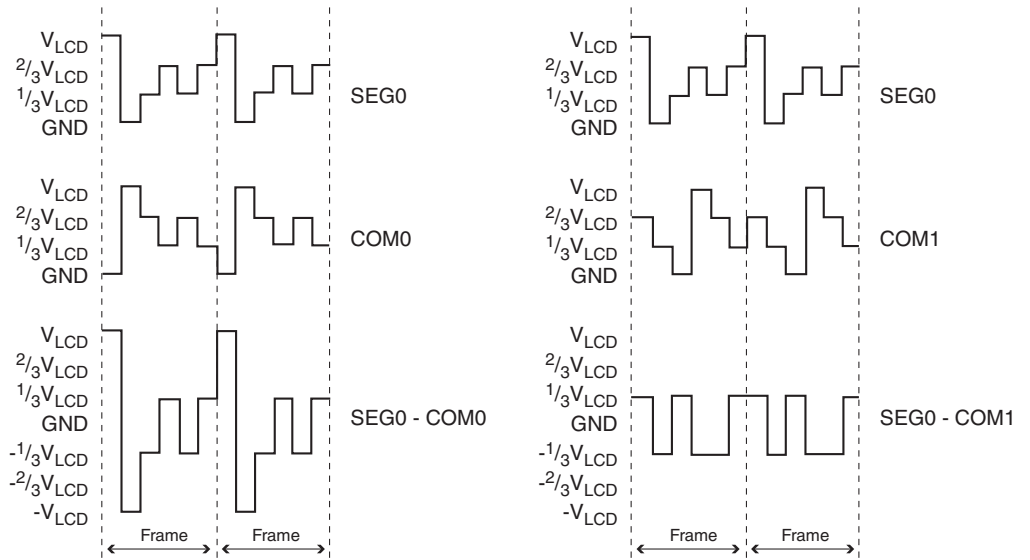 V_LCD
2/3V_LCD
1/3V_LCD
GND
SEG0
V_LCD
2/3V_LCD
1/3V_LCD
GND
COM0
V_LCD
2/3V_LCD
1/3V_LCD
GND
-1/3V_LCD
-2/3V_LCD
-V_LCD
SEG0 - COM0
Frame
Frame
V_LCD
2/3V_LCD
1/3V_LCD
GND
SEG0
V_LCD
2/3V_LCD
1/3V_LCD
GND
COM1
V_LCD
2/3V_LCD
1/3V_LCD
GND
-1/3V_LCD
-2/3V_LCD
-V_LCD
SEG0 - COM1
Frame
Frame